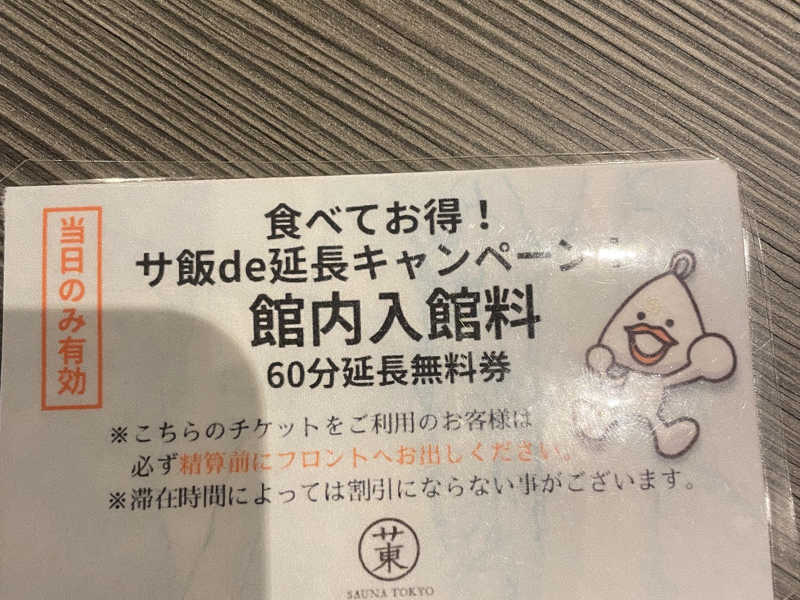 当日のみ有効
食べてお得!
サ飯de延長キャンペーン!
館内入館料
60分延長無料券
※こちらのチケットをご利用のお客様は
必ず精算前にフロントへお出しください。
※滞在時間によっては割引にならない事がございます。
サ東
SAUNA TOKYO